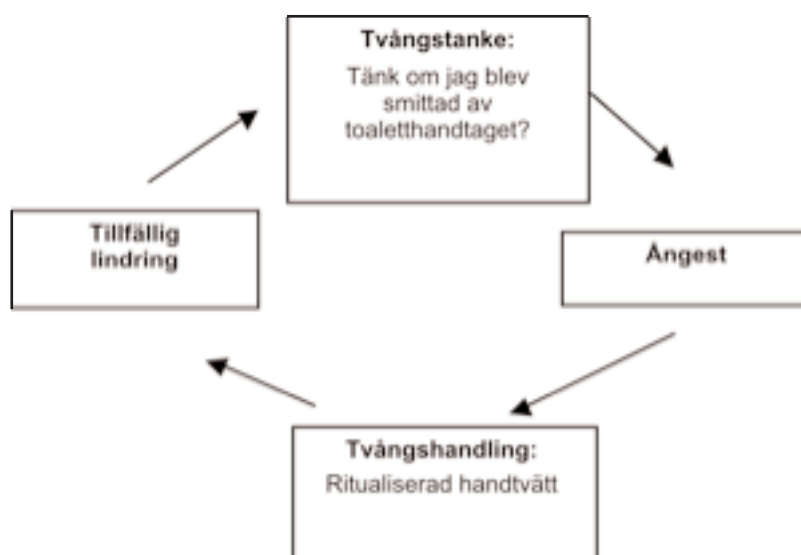 Tvångstanke:
Tänk om jag blev
smittad av
toaletthandtaget?
Ångest
Tvångshandling:
Ritualiserad handtvätt
Tillfällig
lindring